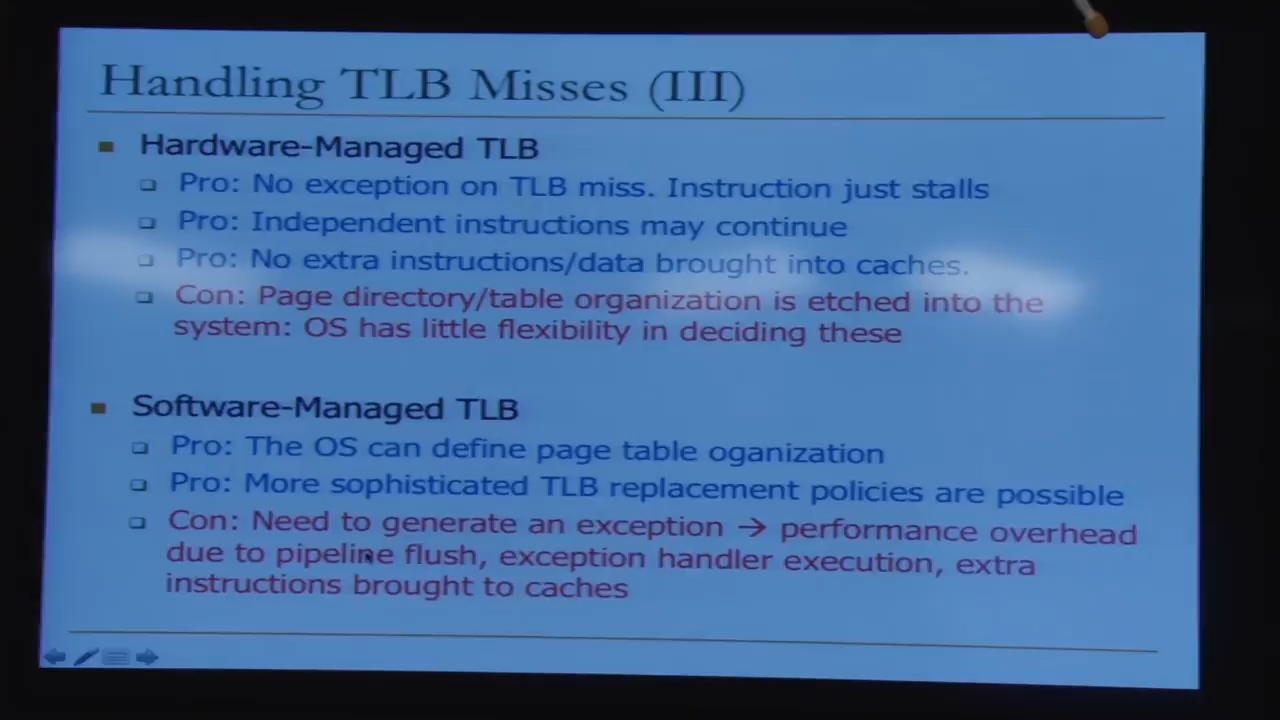 Handling TLB Misses (III)
Hardware-Managed TLB
Pro: No exception on TLB miss. Instruction just stalls
Pro: Independent instructions may continue
Pro: No extra instructions/data brought into caches.
Con: Page directory/table organization is etched into the
system: OS has little flexibility in deciding these
Software-Managed TLB
Pro: The OS can define page table oganization
Pro: More sophisticated TLB replacement policies are possible
Con: Need to generate an exception → performance overhead
due to pipeline flush, exception handler execution, extra
instructions brought to caches